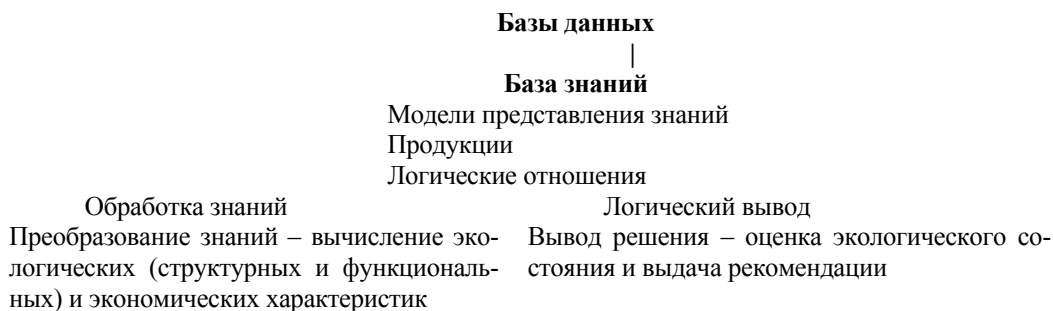 Базы данных
|
База знаний
Модели представления знаний
Продукции
Логические отношения
Обработка знаний
Преобразование знаний – вычисление эко-
логических (структурных и функциональ-
ных) и экономических характеристик
Логический вывод
Вывод решения – оценка экологического со-
стояния и выдача рекомендации